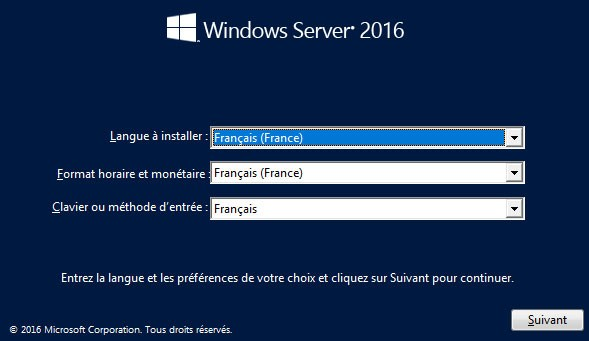 Windows Server® 2016
Langue à installer : Français (France)
Format horaire et monétaire : Français (France)
Clavier ou méthode d'entrée : Français
Entrez la langue et les préférences de votre choix et cliquez sur Suivant pour continuer.
Suivant
© 2016 Microsoft Corporation. Tous droits réservés.